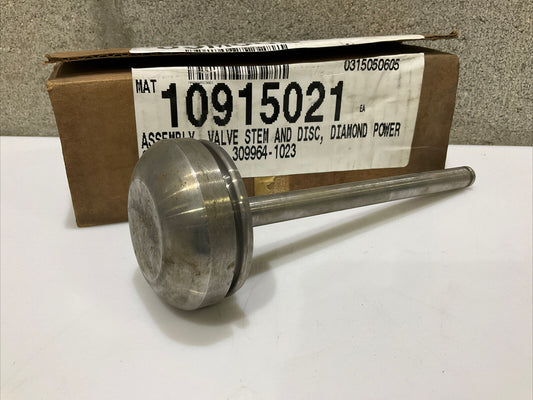 0315050605
MAT 10915021 EA
ASSEMBLY, VALVE STEM AND DISC, DIAMOND POWER
309964-1023